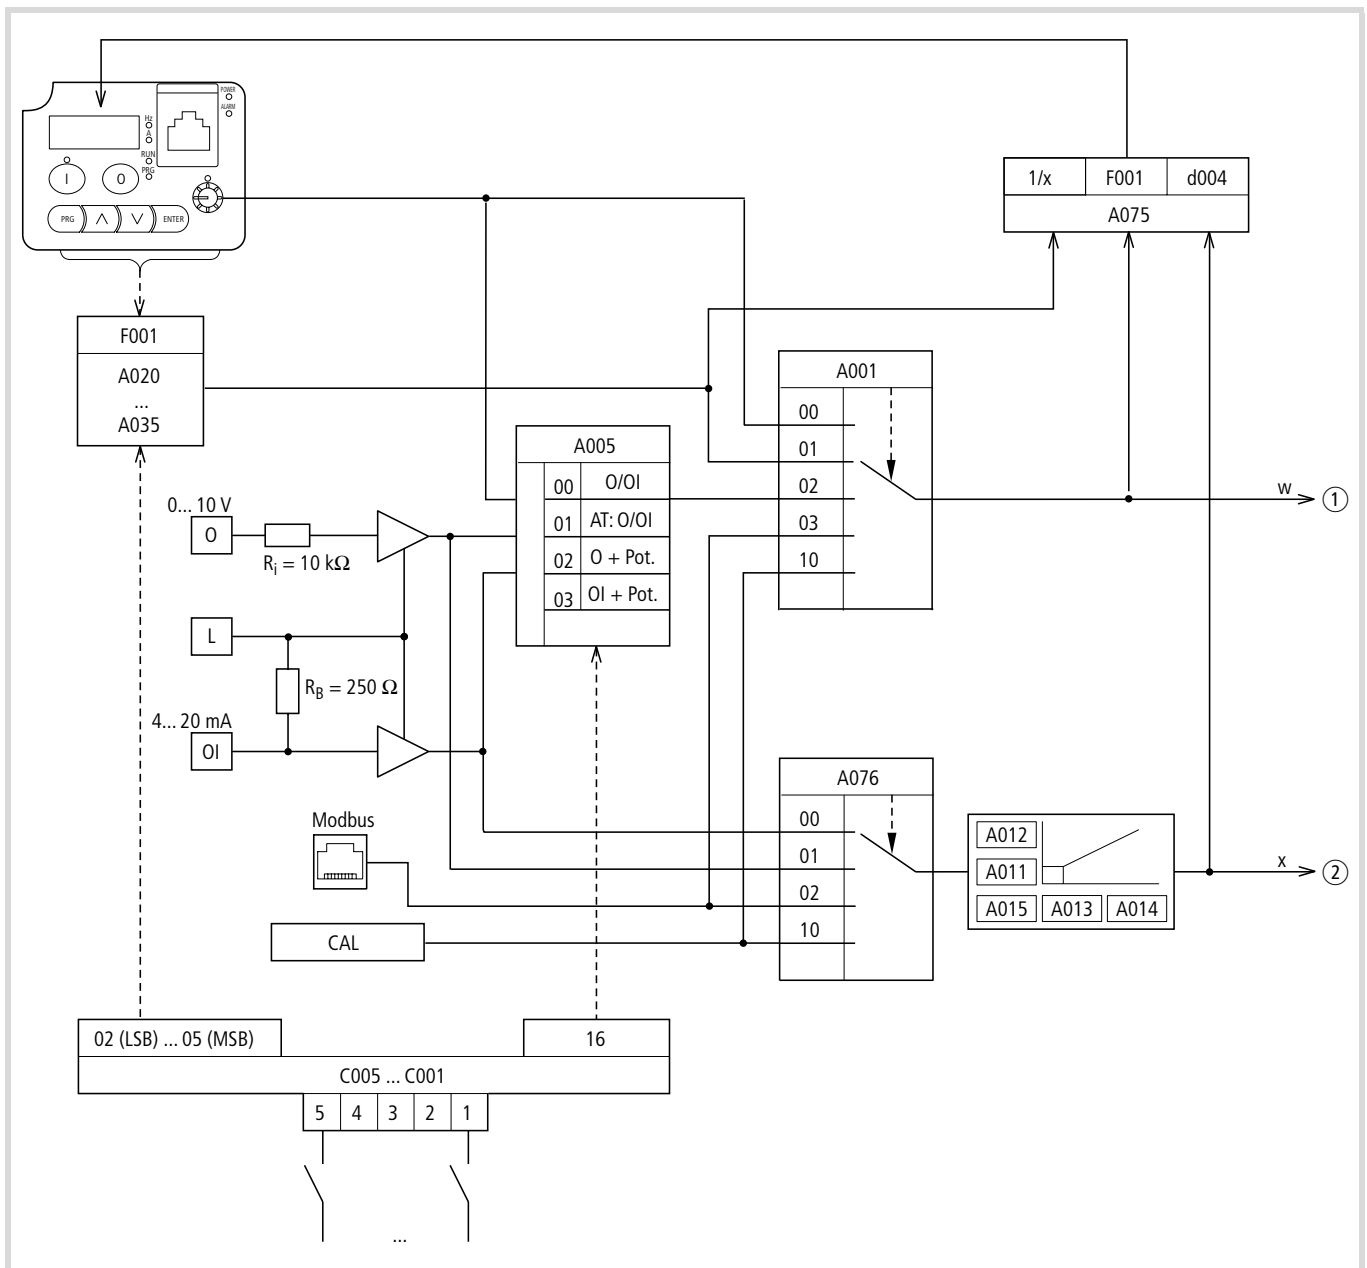 POWER
ALARM
Hz
A
RUN
PRG
I
O
PRG
ENTER
1/x
F001
d004
A075
F001
A020
...
A035
A001
00
01
02
03
10
A005
00 O/OI
01 AT: O/OI
02 O + Pot.
03 OI + Pot.
w
1
0... 10 V
O
Ri = 10 kΩ
L
RB = 250 Ω
4... 20 mA
OI
A076
00
01
02
10
Modbus
CAL
A012
A011
A015
A013
A014
x
2
02 (LSB) ... 05 (MSB)
16
C005 ... C001
5 4 3 2 1
...